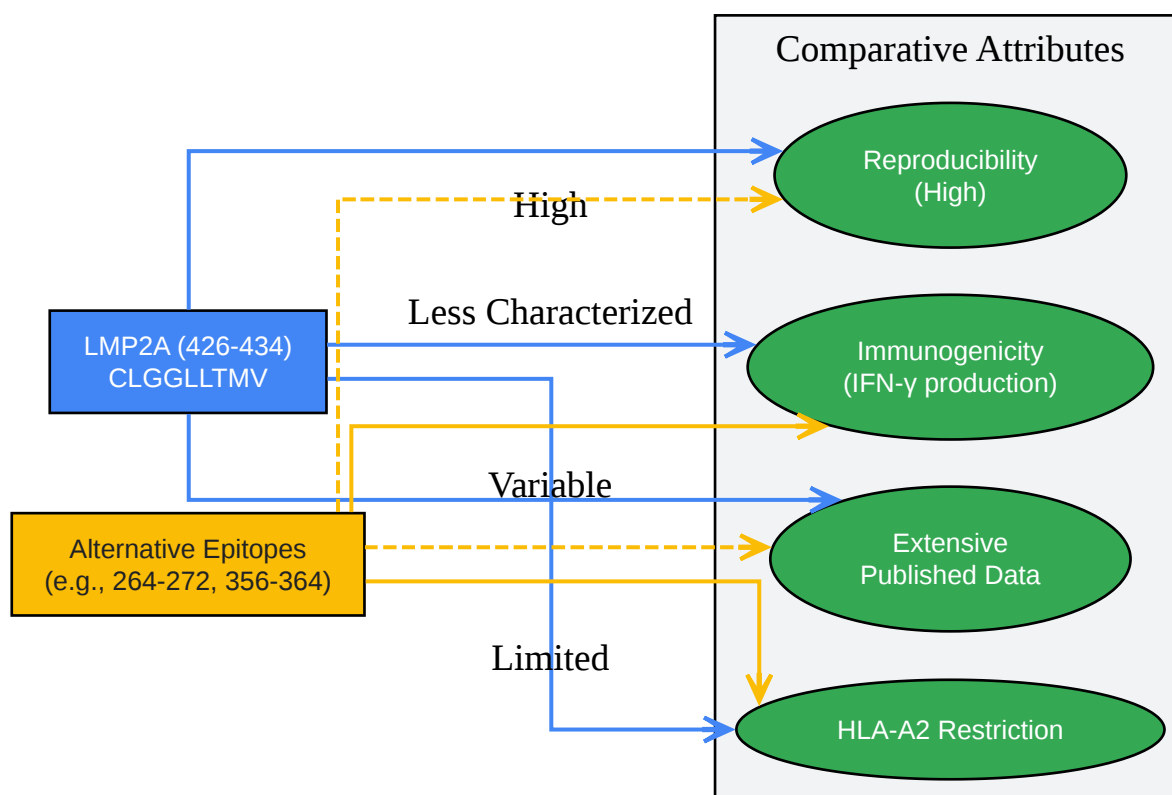 Comparative Attributes
Reproducibility
(High)
High
Less Characterized
LMP2A (426-434)
CLGGLLTMV
Immunogenicity
(IFN-γ production)
Variable
Alternative Epitopes
(e.g., 264-272, 356-364)
Extensive
Published Data
Limited
HLA-A2 Restriction